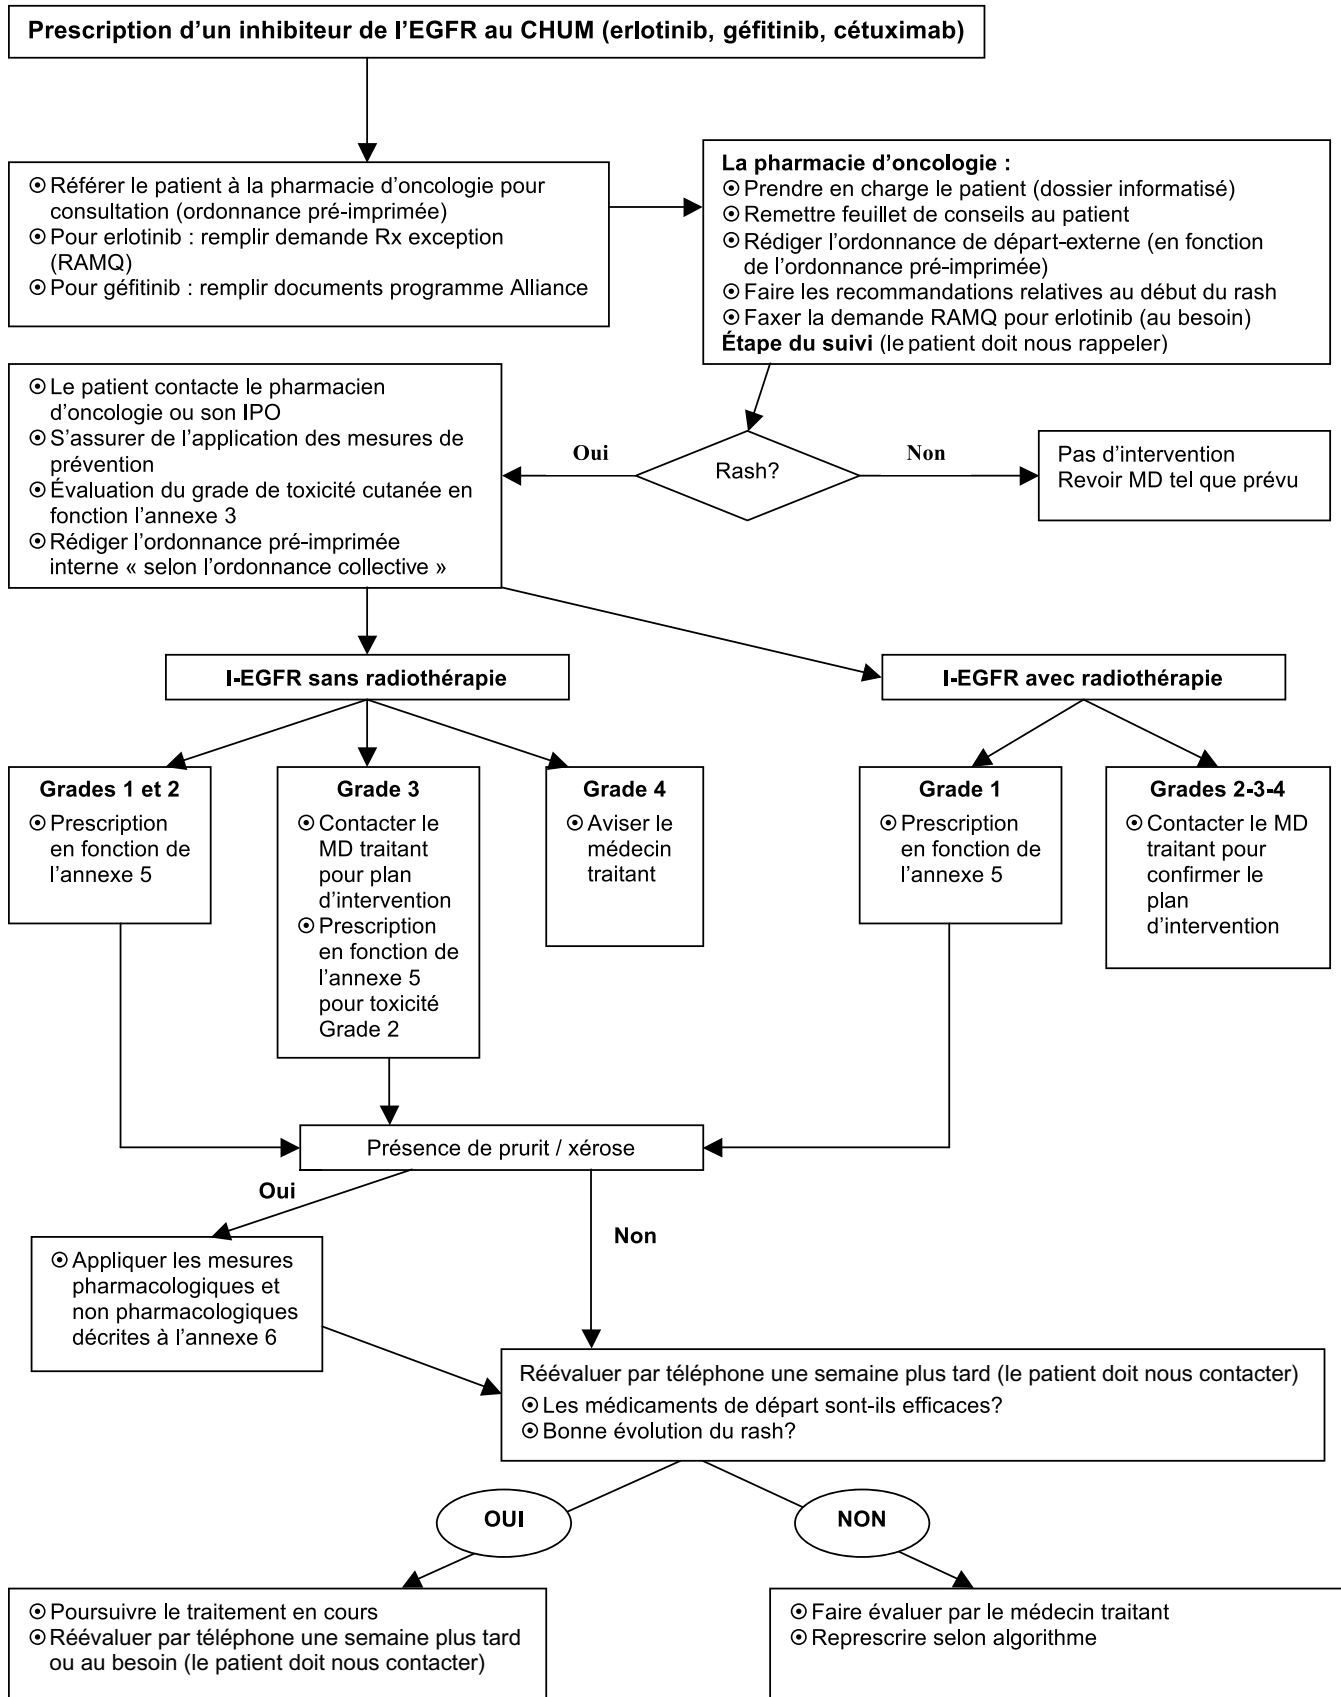 Prescription d’un inhibiteur de l’EGFR au CHUM (erlotinib, géfitinib, cétuximab)
☉ Référer le patient à la pharmacie d’oncologie pour
consultation (ordonnance pré-imprimée)
☉ Pour erlotinib : remplir demande Rx exception
(RAMQ)
☉ Pour géfitinib : remplir documents programme Alliance
La pharmacie d’oncologie :
☉ Prendre en charge le patient (dossier informatisé)
☉ Remettre feuillet de conseils au patient
☉ Rédiger l’ordonnance de départ-externe (en fonction
de l’ordonnance pré-imprimée)
☉ Faire les recommandations relatives au début du rash
☉ Faxer la demande RAMQ pour erlotinib (au besoin)
Étape du suivi (le patient doit nous rappeler)
☉ Le patient contacte le pharmacien
d’oncologie ou son IPO
☉ S’assurer de l’application des mesures de
prévention
☉ Évaluation du grade de toxicité cutanée en
fonction l’annexe 3
☉ Rédiger l’ordonnance pré-imprimée
interne « selon l’ordonnance collective »
Oui
Rash?
Non
Pas d’intervention
Revoir MD tel que prévu
I-EGFR sans radiothérapie
I-EGFR avec radiothérapie
Grades 1 et 2
☉ Prescription
en fonction de
l’annexe 5
Grade 3
☉ Contacter le
MD traitant
pour plan
d’intervention
☉ Prescription
en fonction de
l’annexe 5
pour toxicité
Grade 2
Grade 4
☉ Aviser le
médecin
traitant
Grade 1
☉ Prescription
en fonction de
l’annexe 5
Grades 2-3-4
☉ Contacter le MD
traitant pour
confirmer le
plan
d’intervention
Présence de prurit / xérose
Oui
Non
☉ Appliquer les mesures
pharmacologiques et
non pharmacologiques
décrites à l’annexe 6
Réévaluer par téléphone une semaine plus tard (le patient doit nous contacter)
☉ Les médicaments de départ sont-ils efficaces?
☉ Bonne évolution du rash?
OUI
NON
☉ Poursuivre le traitement en cours
☉ Réévaluer par téléphone une semaine plus tard
ou au besoin (le patient doit nous contacter)
☉ Faire évaluer par le médecin traitant
☉ Represcrire selon algorithme